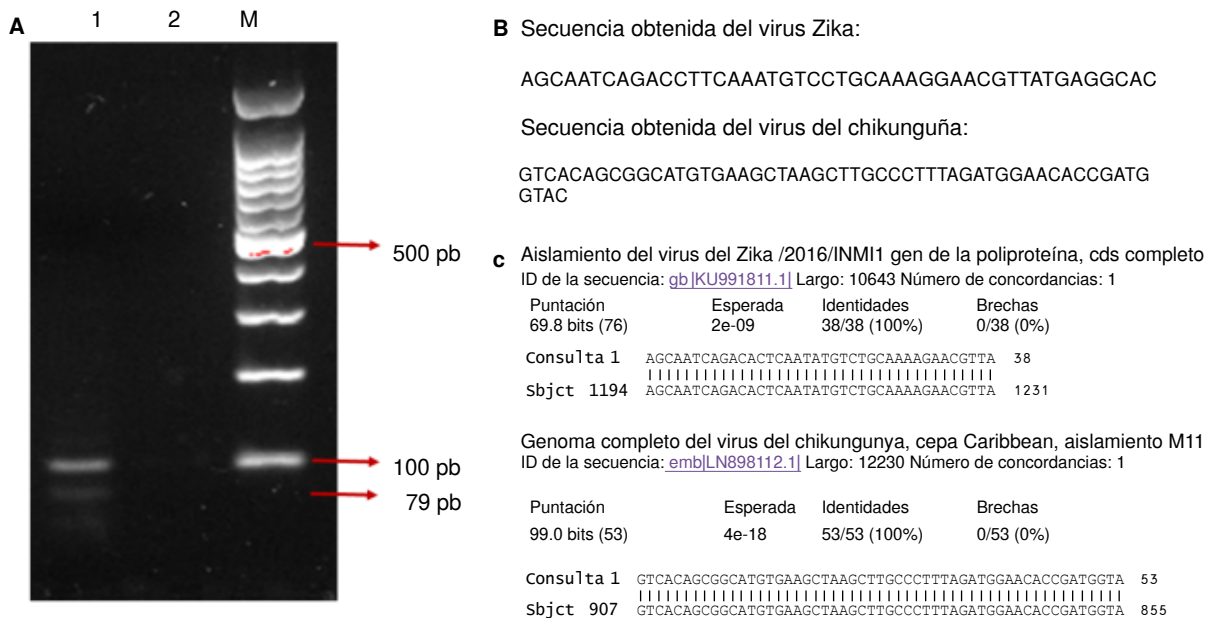 A
1 2 M
500 pb
100 pb
79 pb
B Secuencia obtenida del virus Zika:
AGCAATCAGACCTTCAAATGTCCTGCAAAGGAACGTTATGAGGCAC
Secuencia obtenida del virus del chikunguña:
GTCACAGCGGCATGTGAAGCTAAGCTTGCCCTTTAGATGGAACACCGATG
GTAC
c Aislamiento del virus del Zika /2016/INMI1 gen de la poliproteína, cds completo
ID de la secuencia: gb|KU991811.1| Largo: 10643 Número de concordancias: 1
Puntación Esperada Identidades Brechas
69.8 bits (76) 2e-09 38/38 (100%) 0/38 (0%)
Consulta 1 AGCAATCAGACACTCAATATGTCTGCAAAAGAACGTTA 38
Sbjct 1194 AGCAATCAGACACTCAATATGTCTGCAAAAGAACGTTA 1231
Genoma completo del virus del chikungunya, cepa Caribbean, aislamiento M11
ID de la secuencia: emb|LN898112.1| Largo: 12230 Número de concordancias: 1
Puntación Esperada Identidades Brechas
99.0 bits (53) 4e-18 53/53 (100%) 0/53 (0%)
Consulta 1 GTCACAGCGGCATGTGAAGCTAAGCTTGCCCTTTAGATGGAACACCGATGGTA 53
Sbjct 907 GTCACAGCGGCATGTGAAGCTAAGCTTGCCCTTTAGATGGAACACCGATGGTA 855